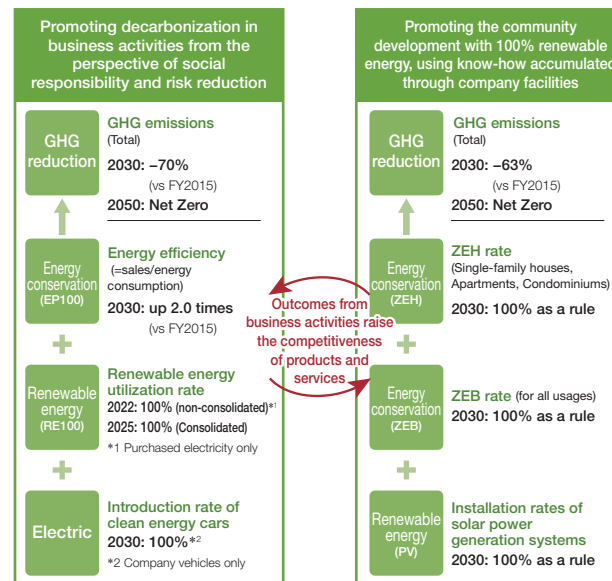 Promoting decarbonization in
business activities from the
perspective of social
responsibility and risk reduction
GHG
reduction
GHG emissions
(Total)
2030: −70%
(vs FY2015)
2050: Net Zero
Energy
conservation
(EP100)
Energy efficiency
(=sales/energy
consumption)
2030: up 2.0 times
(vs FY2015)
Renewable
energy
(RE100)
Renewable energy
utilization rate
2022: 100% (non-consolidated)*1
2025: 100% (Consolidated)
*1 Purchased electricity only
Electric
Introduction rate of
clean energy cars
2030: 100%*2
*2 Company vehicles only
Outcomes from
business activities raise
the competitiveness
of products and
services
Promoting the community
development with 100% renewable
energy, using know-how accumulated
through company facilities
GHG
reduction
GHG emissions
(Total)
2030: −63%
(vs FY2015)
2050: Net Zero
Energy
conservation
(ZEH)
ZEH rate
(Single-family houses,
Apartments, Condominiums)
2030: 100% as a rule
Energy
conservation
(ZEB)
ZEB rate (for all usages)
2030: 100% as a rule
Renewable
energy
(PV)
Installation rates of
solar power
generation systems
2030: 100% as a rule